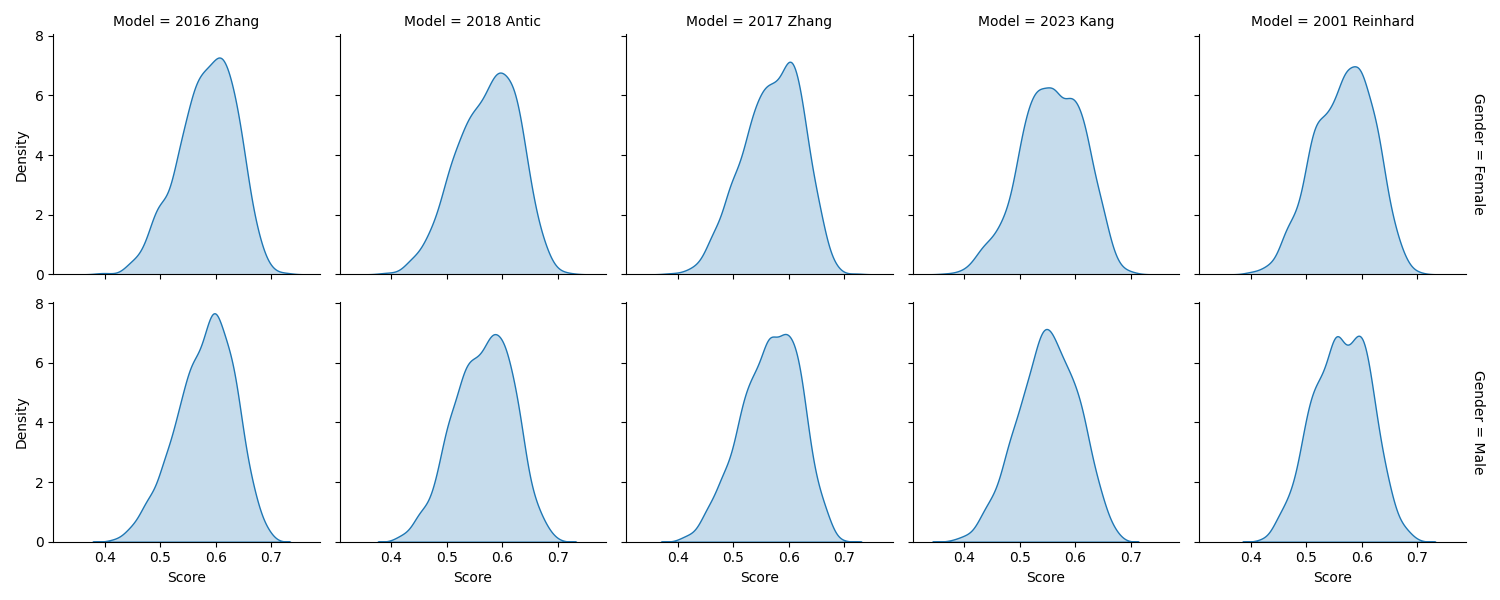 Model = 2016 Zhang
Model = 2018 Antic
Model = 2017 Zhang
Model = 2023 Kang
Model = 2001 Reinhard
8
6
4
2
0
Density
Gender = Female
8
6
4
2
0
Density
Gender = Male
0.4 0.5 0.6 0.7
0.4 0.5 0.6 0.7
0.4 0.5 0.6 0.7
0.4 0.5 0.6 0.7
0.4 0.5 0.6 0.7
Score
Score
Score
Score
Score